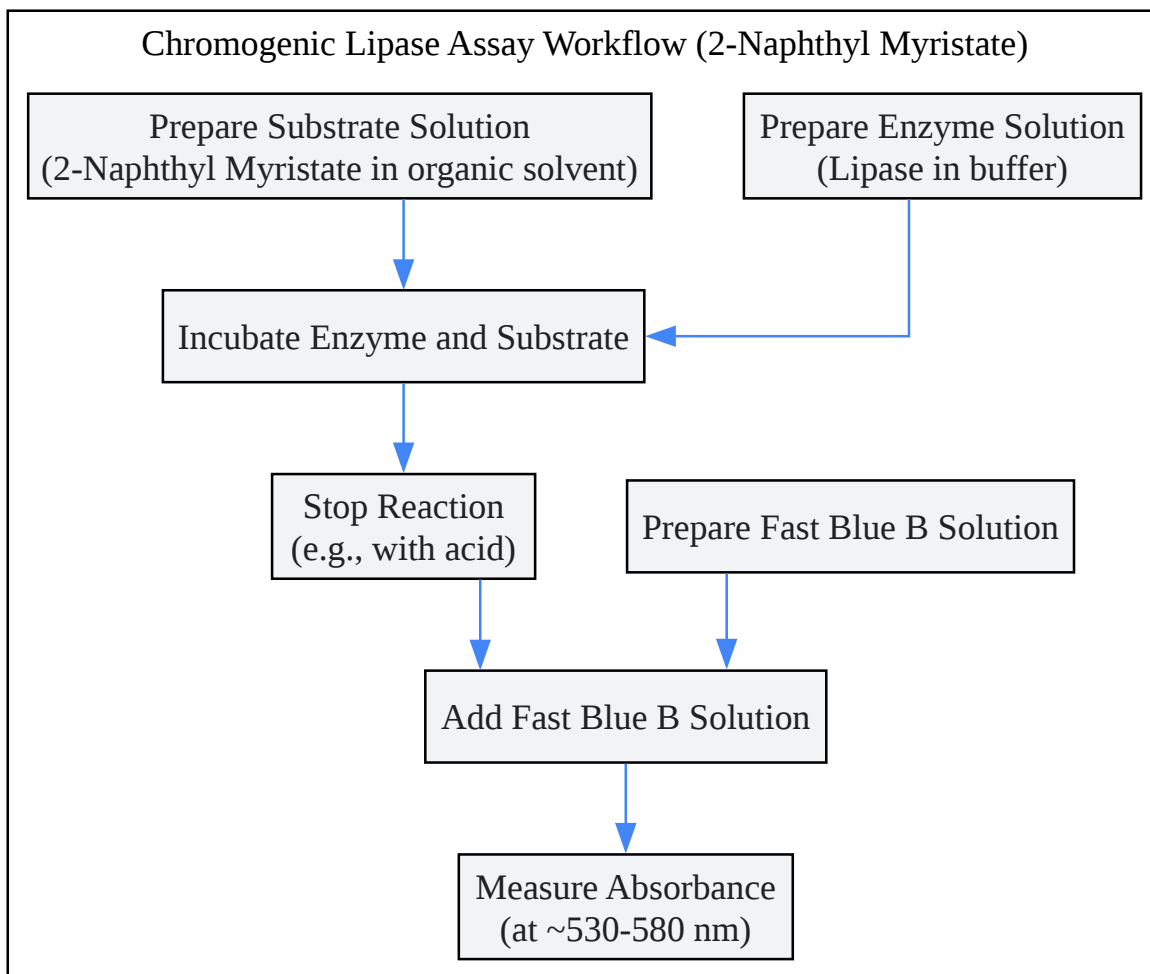 Chromogenic Lipase Assay Workflow (2-Naphthyl Myristate)
Prepare Substrate Solution
(2-Naphthyl Myristate in organic solvent)
Prepare Enzyme Solution
(Lipase in buffer)
Incubate Enzyme and Substrate
Stop Reaction
(e.g., with acid)
Prepare Fast Blue B Solution
Add Fast Blue B Solution
Measure Absorbance
(at ~530-580 nm)